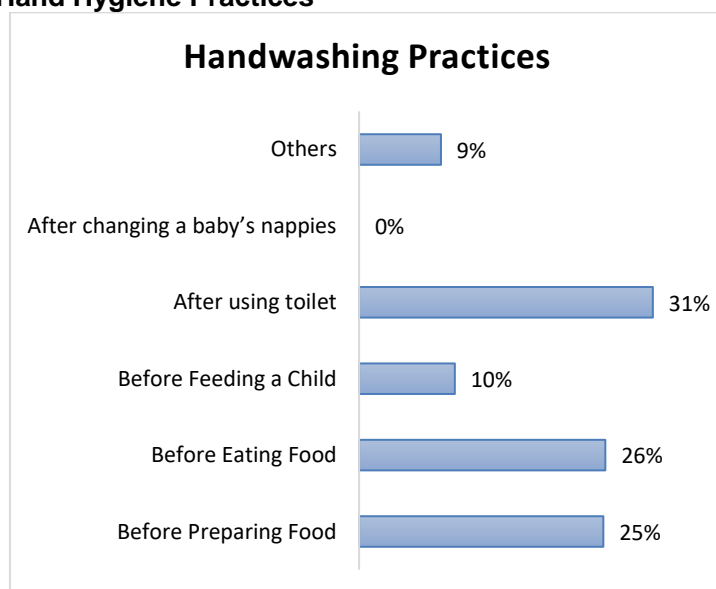 Hand Hygiene Practices
Handwashing Practices
Others 9%
After changing a baby’s nappies 0%
After using toilet 31%
Before Feeding a Child 10%
Before Eating Food 26%
Before Preparing Food 25%